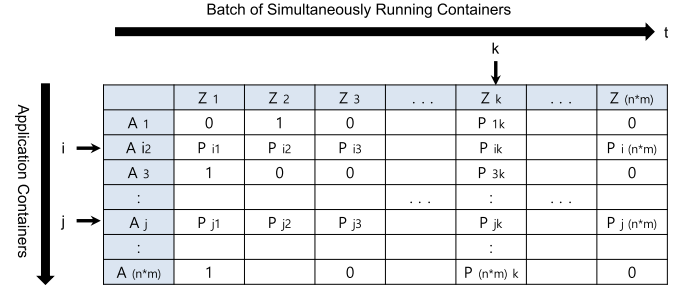 Batch of Simultaneously Running Containers
t
k
Application Containers
Z 1 Z 2 Z 3 . . . Z k . . . Z (n*m)
A 1 0 1 0 P 1k 0
i A i2 P i1 P i2 P i3 P ik P i (n*m)
A 3 1 0 0 P 3k 0
: . . . : . . .
j A j P j1 P j2 P j3 P jk P j (n*m)
: :
A (n*m) 1 0 P (n*m) k 0